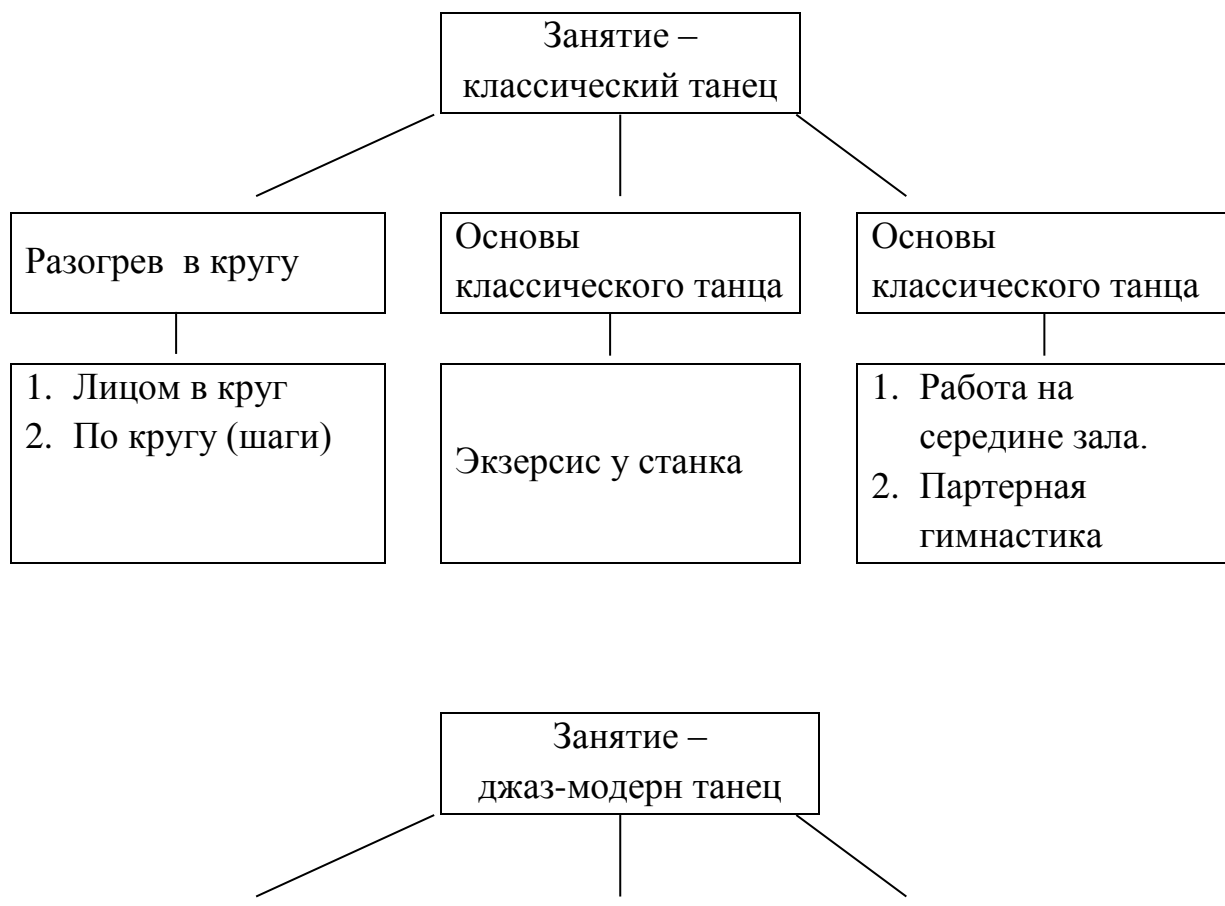 Занятие –
классический танец
Разогрев в кругу
Основы
классического танца
Основы
классического танца
1. Лицом в круг
2. По кругу (шаги)
Экзерсис у станка
1. Работа на
середине зала.
2. Партерная
гимнастика
Занятие –
джаз-модерн танец